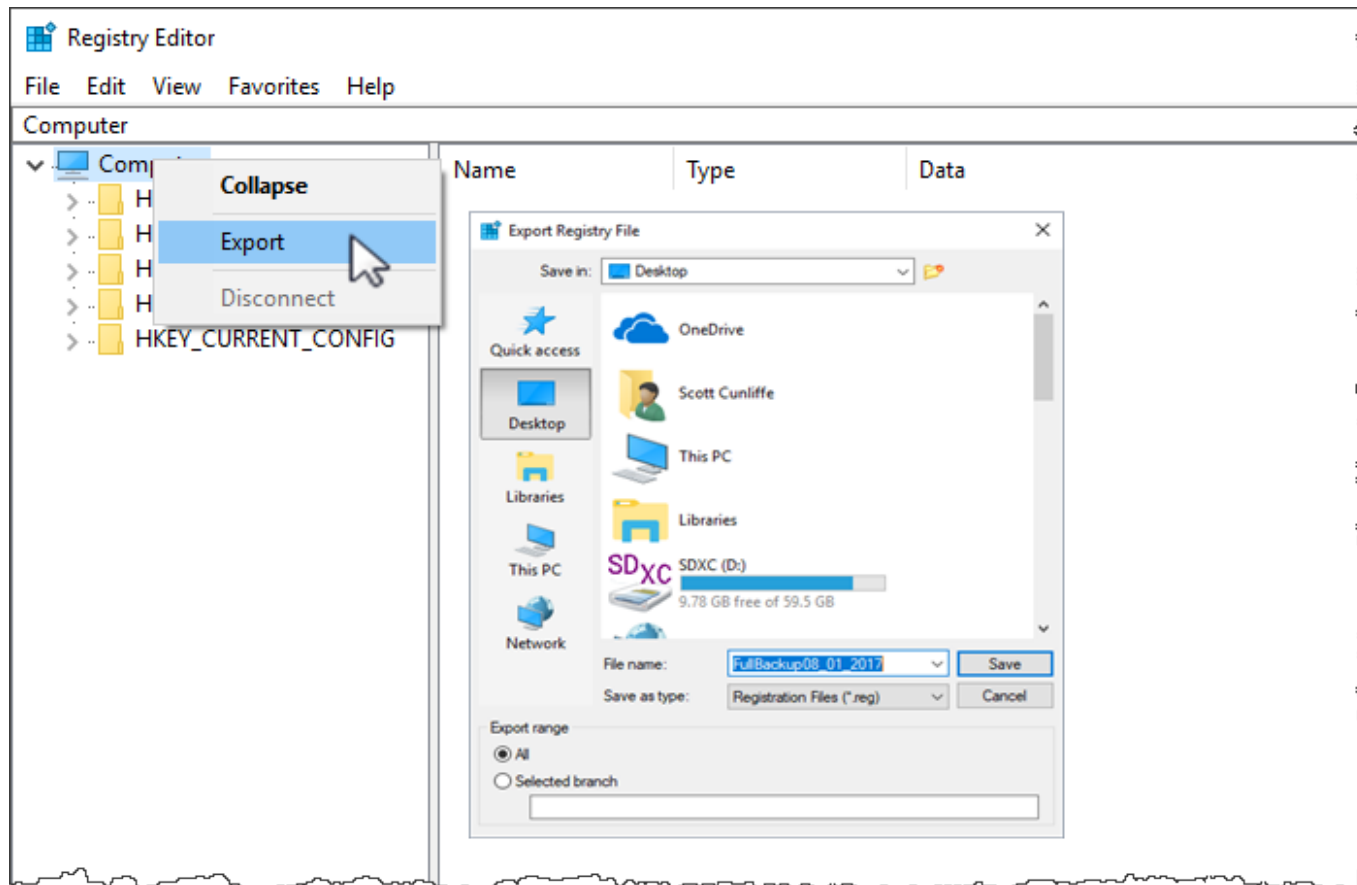 Registry Editor
File Edit View Favorites Help
Computer
Comp
Collapse
H
Export
H
H
Disconnect
H
HKEY_CURRENT_CONFIG
Name Type Data
Export Registry File
Save in: Desktop
Quick access
Desktop
Libraries
This PC
Network
OneDrive
Scott Cunliffe
This PC
Libraries
SDXC SDXC (D:)
9.78 GB free of 59.5 GB
File name: FullBackup08_01_2017 Save
Save as type: Registration Files (*.reg) Cancel
Export range
All
Selected branch